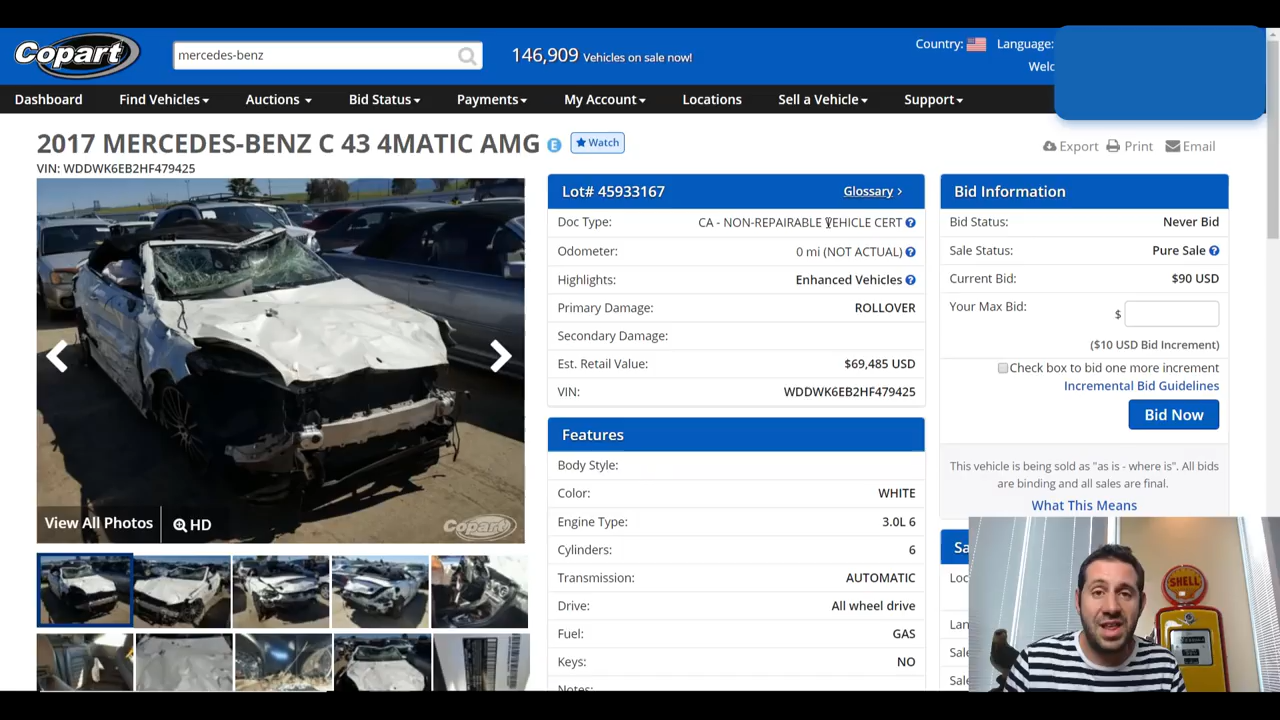 Copart
mercedes-benz
146,909 Vehicles on sale now!
Country:
Language:
Welc
Dashboard
Find Vehicles
Auctions
Bid Status
Payments
My Account
Locations
Sell a Vehicle
Support
2017 MERCEDES-BENZ C 43 4MATIC AMG E
Watch
Export
Print
Email
VIN: WDDWK6EB2HF479425
View All Photos
HD
Copart
Lot# 45933167
Glossary
Doc Type: CA - NON-REPAIRABLE VEHICLE CERT ?
Odometer: 0 mi (NOT ACTUAL) ?
Highlights: Enhanced Vehicles ?
Primary Damage: ROLLOVER
Secondary Damage:
Est. Retail Value: $69,485 USD
VIN: WDDWK6EB2HF479425
Features
Body Style:
Color: WHITE
Engine Type: 3.0L 6
Cylinders: 6
Transmission: AUTOMATIC
Drive: All wheel drive
Fuel: GAS
Keys: NO
Notes:
Bid Information
Bid Status: Never Bid
Sale Status: Pure Sale ?
Current Bid: $90 USD
Your Max Bid: $
($10 USD Bid Increment)
Check box to bid one more increment
Incremental Bid Guidelines
Bid Now
This vehicle is being sold as "as is - where is". All bids
are binding and all sales are final.
What This Means
Sa
Lo
Lan
Sale
Sale
SHELL